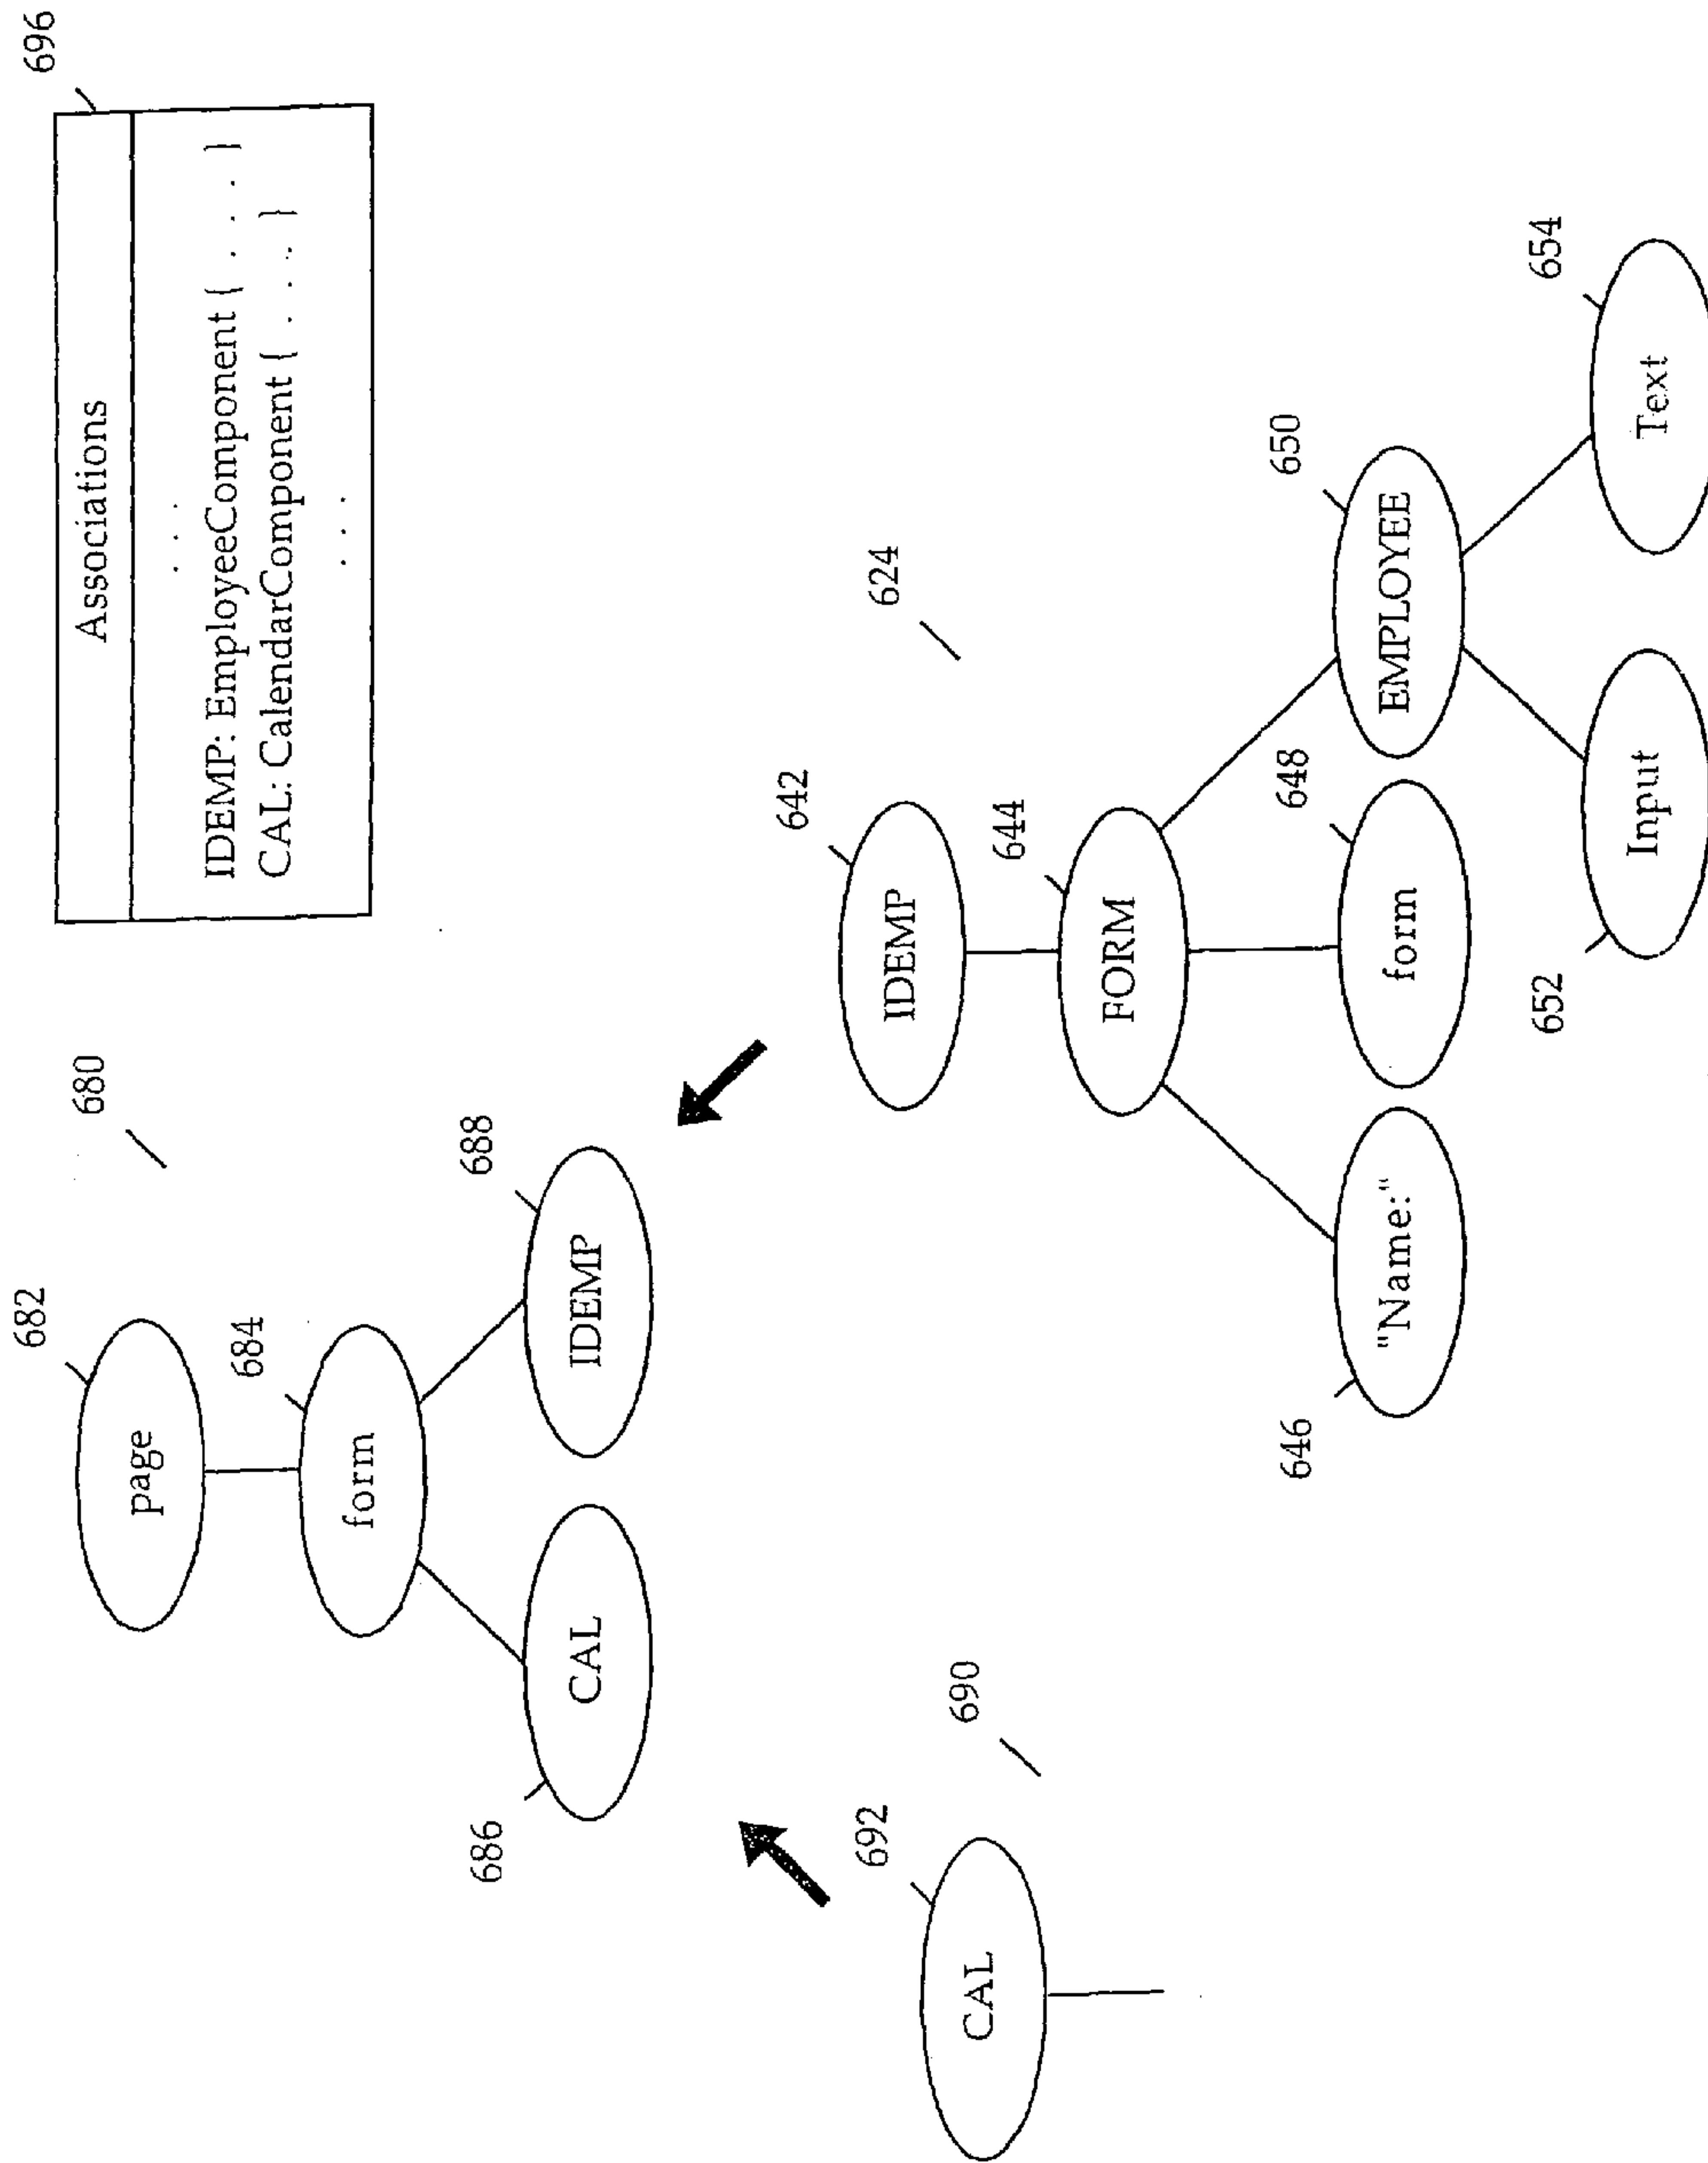 696
Associations
. . .
IDEMP: EmployeeComponent { . . . . }
CAL: CalendarComponent { . . . . }
. . .
680
682
page
684
form
686
CAL
688
IDEMP
690
692
CAL
624
642
IDEMP
644
FORM
646
"Name:"
648
form
650
EMPLOYEE
652
Input
654
Text